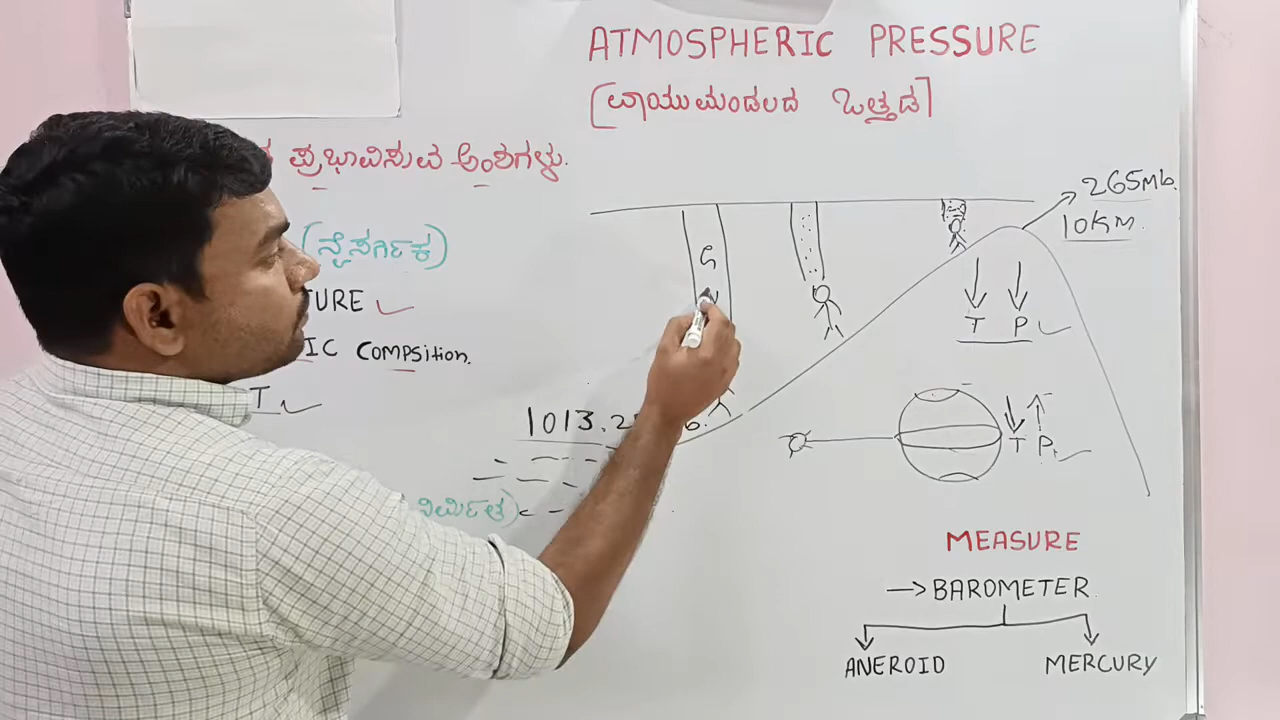 ATMOSPHERIC PRESSURE
(ವಾಯುಮಂಡಲದ ಒತ್ತಡ]
ಪ್ರಭಾವಿಸುವ ಅಂಶಗಳು.
(ನೈಸರ್ಗಿಕ)
TURE
IC Compsition.
T
265Mb.
10KM.
G
T P
1013.2
b.
T P
ನಿರ್ಮಿತ)
MEASURE
→ BAROMETER
ANEROID MERCURY